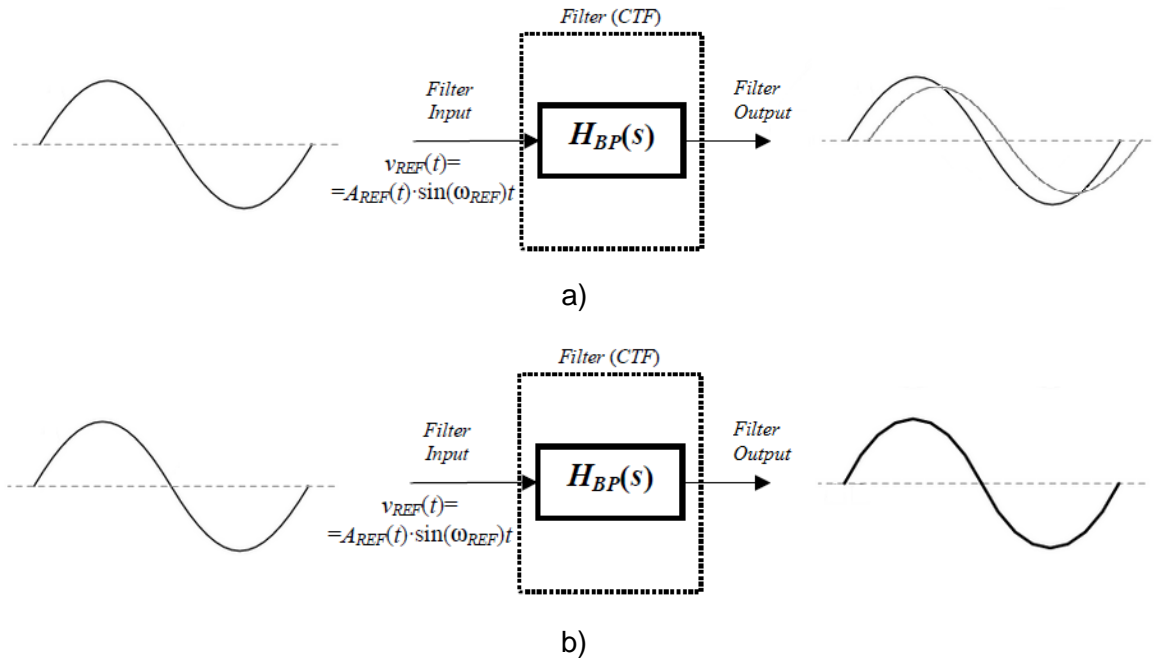 Filter (CTF)
Filter
Input
H_BP(s)
Filter
Output
v_REF(t)=
=A_REF(t)·sin(ω_REF)t
a)
Filter (CTF)
Filter
Input
H_BP(s)
Filter
Output
v_REF(t)=
=A_REF(t)·sin(ω_REF)t
b)